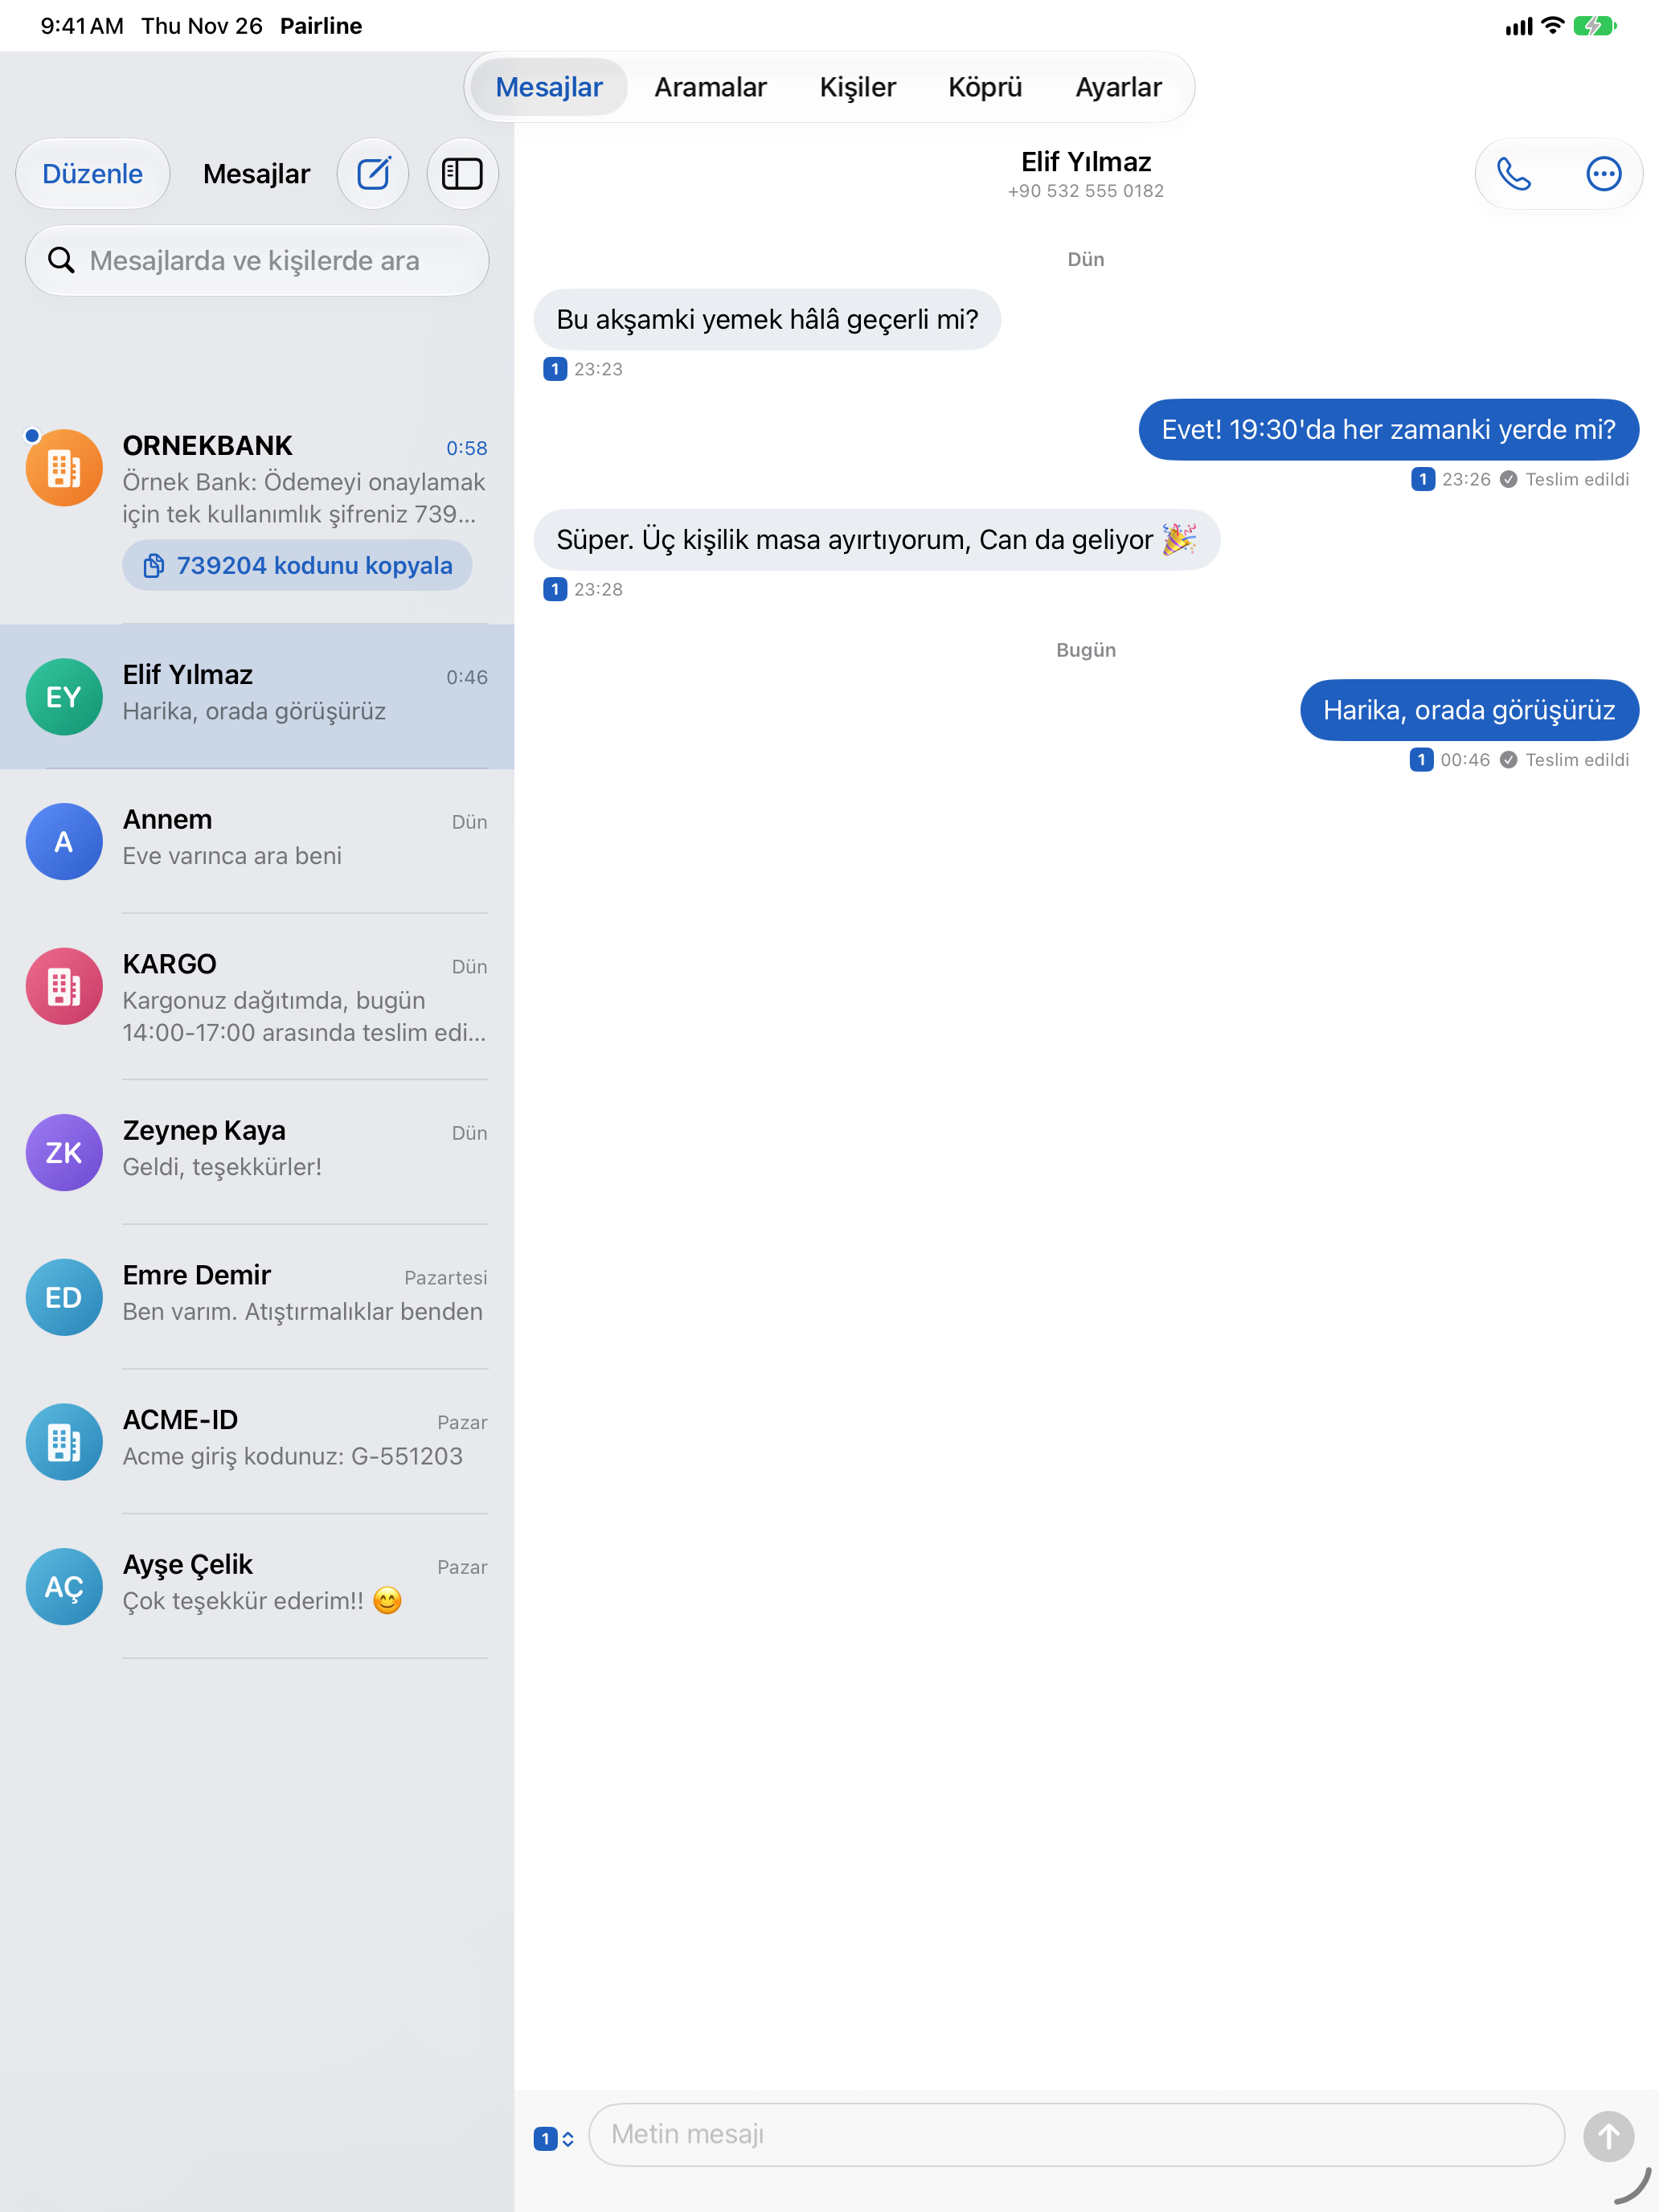 9:41 AM Thu Nov 26 Pairline
Mesajlar Aramalar Kişiler Köprü Ayarlar
Düzenle Mesajlar
Mesajlarda ve kişilerde ara
ORNEKBANK 0:58
Örnek Bank: Ödemeyi onaylamak
için tek kullanımlık şifreniz 739...
739204 kodunu kopyala
EY Elif Yılmaz 0:46
Harika, orada görüşürüz
A Annem Dün
Eve varınca ara beni
KARGO Dün
Kargonuz dağıtımda, bugün
14:00-17:00 arasında teslim edi...
ZK Zeynep Kaya Dün
Geldi, teşekkürler!
ED Emre Demir Pazartesi
Ben varım. Atıştırmalıklar benden
ACME-ID Pazar
Acme giriş kodunuz: G-551203
AÇ Ayşe Çelik Pazar
Çok teşekkür ederim!! 😊
Elif Yılmaz
+90 532 555 0182
Dün
Bu akşamki yemek hâlâ geçerli mi?
1 23:23
Evet! 19:30'da her zamanki yerde mi?
1 23:26 Teslim edildi
Süper. Üç kişilik masa ayırtıyorum, Can da geliyor 🎉
1 23:28
Bugün
Harika, orada görüşürüz
1 00:46 Teslim edildi
1 Metin mesajı